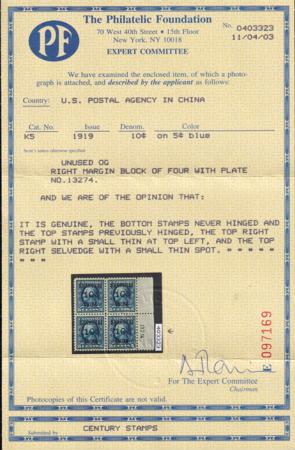 PF
The Philatelic Foundation
70 West 40th Street • 15th Floor
New York, NY 10018
EXPERT COMMITTEE
No. 0403323
11/04/03
We have examined the enclosed item, of which a photo-
graph is attached, and described by the applicant as follows:
Country: U.S. POSTAL AGENCY IN CHINA
Cat. No. Issue Denom. Color
K5 1919 10¢ on 5¢ blue
Scott's unless otherwise specified
UNUSED OG
RIGHT MARGIN BLOCK OF FOUR WITH PLATE
NO.13274.
AND WE ARE OF THE OPINION THAT:
IT IS GENUINE, THE BOTTOM STAMPS NEVER HINGED AND
THE TOP STAMPS PREVIOUSLY HINGED, THE TOP RIGHT
STAMP WITH A SMALL THIN AT TOP LEFT, AND THE TOP
RIGHT SELVEDGE WITH A SMALL THIN SPOT. * * * * *
* * *
E 097169
For The Expert Committee
Chairman
Photocopies of this Certificate are not valid.
Submitted by CENTURY STAMPS